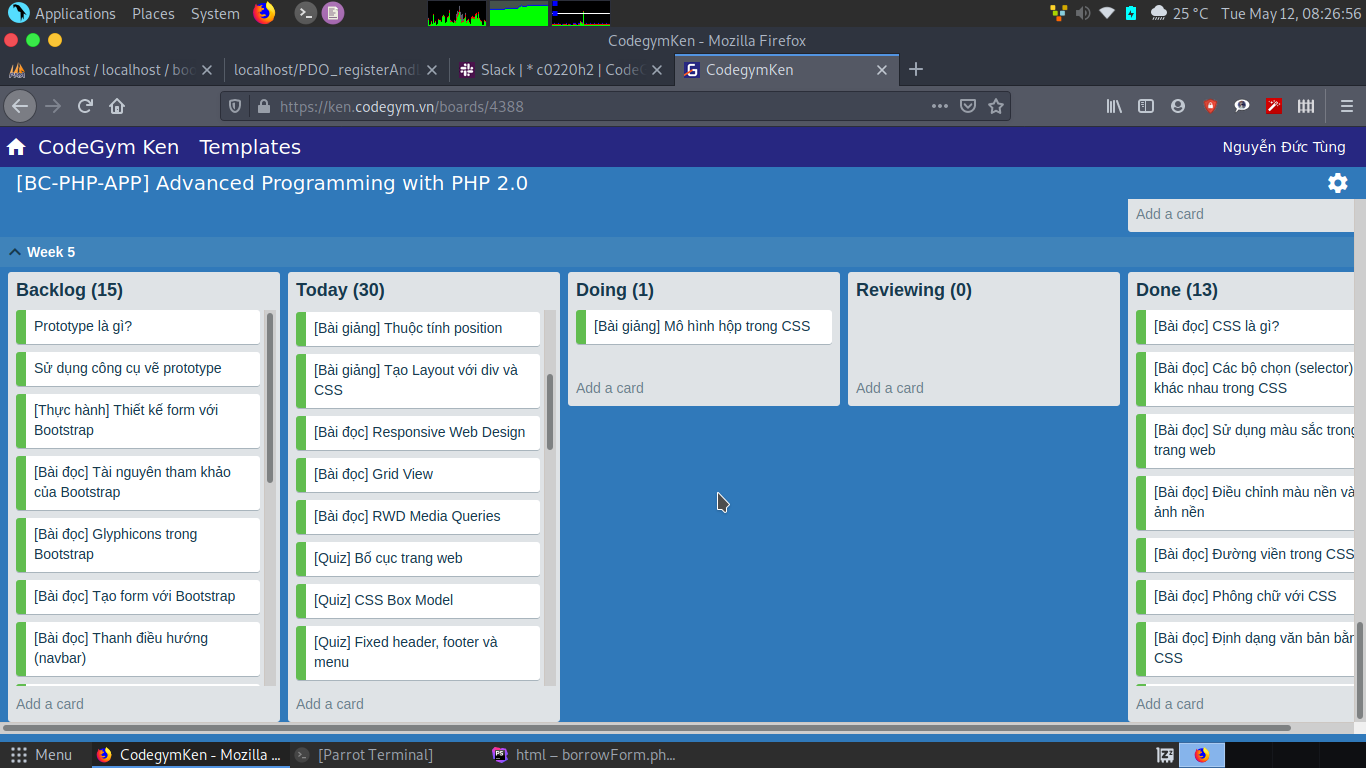 Applications Places System 25 °C Tue May 12, 08:26:56
CodegymKen - Mozilla Firefox
localhost / localhost / boo localhost/PDO_registerAndl Slack | * c0220h2 | CodeG CodegymKen
https://ken.codegym.vn/boards/4388
CodeGym Ken Templates Nguyễn Đức Tùng
[BC-PHP-APP] Advanced Programming with PHP 2.0
Add a card
Week 5
Backlog (15)
Prototype là gì?
Sử dụng công cụ vẽ prototype
[Thực hành] Thiết kế form với
Bootstrap
[Bài đọc] Tài nguyên tham khảo
của Bootstrap
[Bài đọc] Glyphicons trong
Bootstrap
[Bài đọc] Tạo form với Bootstrap
[Bài đọc] Thanh điều hướng
(navbar)
Add a card
Today (30)
[Bài giảng] Thuộc tính position
[Bài giảng] Tạo Layout với div và
CSS
[Bài đọc] Responsive Web Design
[Bài đọc] Grid View
[Bài đọc] RWD Media Queries
[Quiz] Bố cục trang web
[Quiz] CSS Box Model
[Quiz] Fixed header, footer và
menu
Add a card
Doing (1)
[Bài giảng] Mô hình hộp trong CSS
Add a card
Reviewing (0)
Add a card
Done (13)
[Bài đọc] CSS là gì?
[Bài đọc] Các bộ chọn (selector)
khác nhau trong CSS
[Bài đọc] Sử dụng màu sắc trong
trang web
[Bài đọc] Điều chỉnh màu nền và
ảnh nền
[Bài đọc] Đường viền trong CSS
[Bài đọc] Phông chữ với CSS
[Bài đọc] Định dạng văn bản bằn
CSS
Add a card
Menu CodegymKen - Mozilla ... [Parrot Terminal] html – borrowForm.ph...